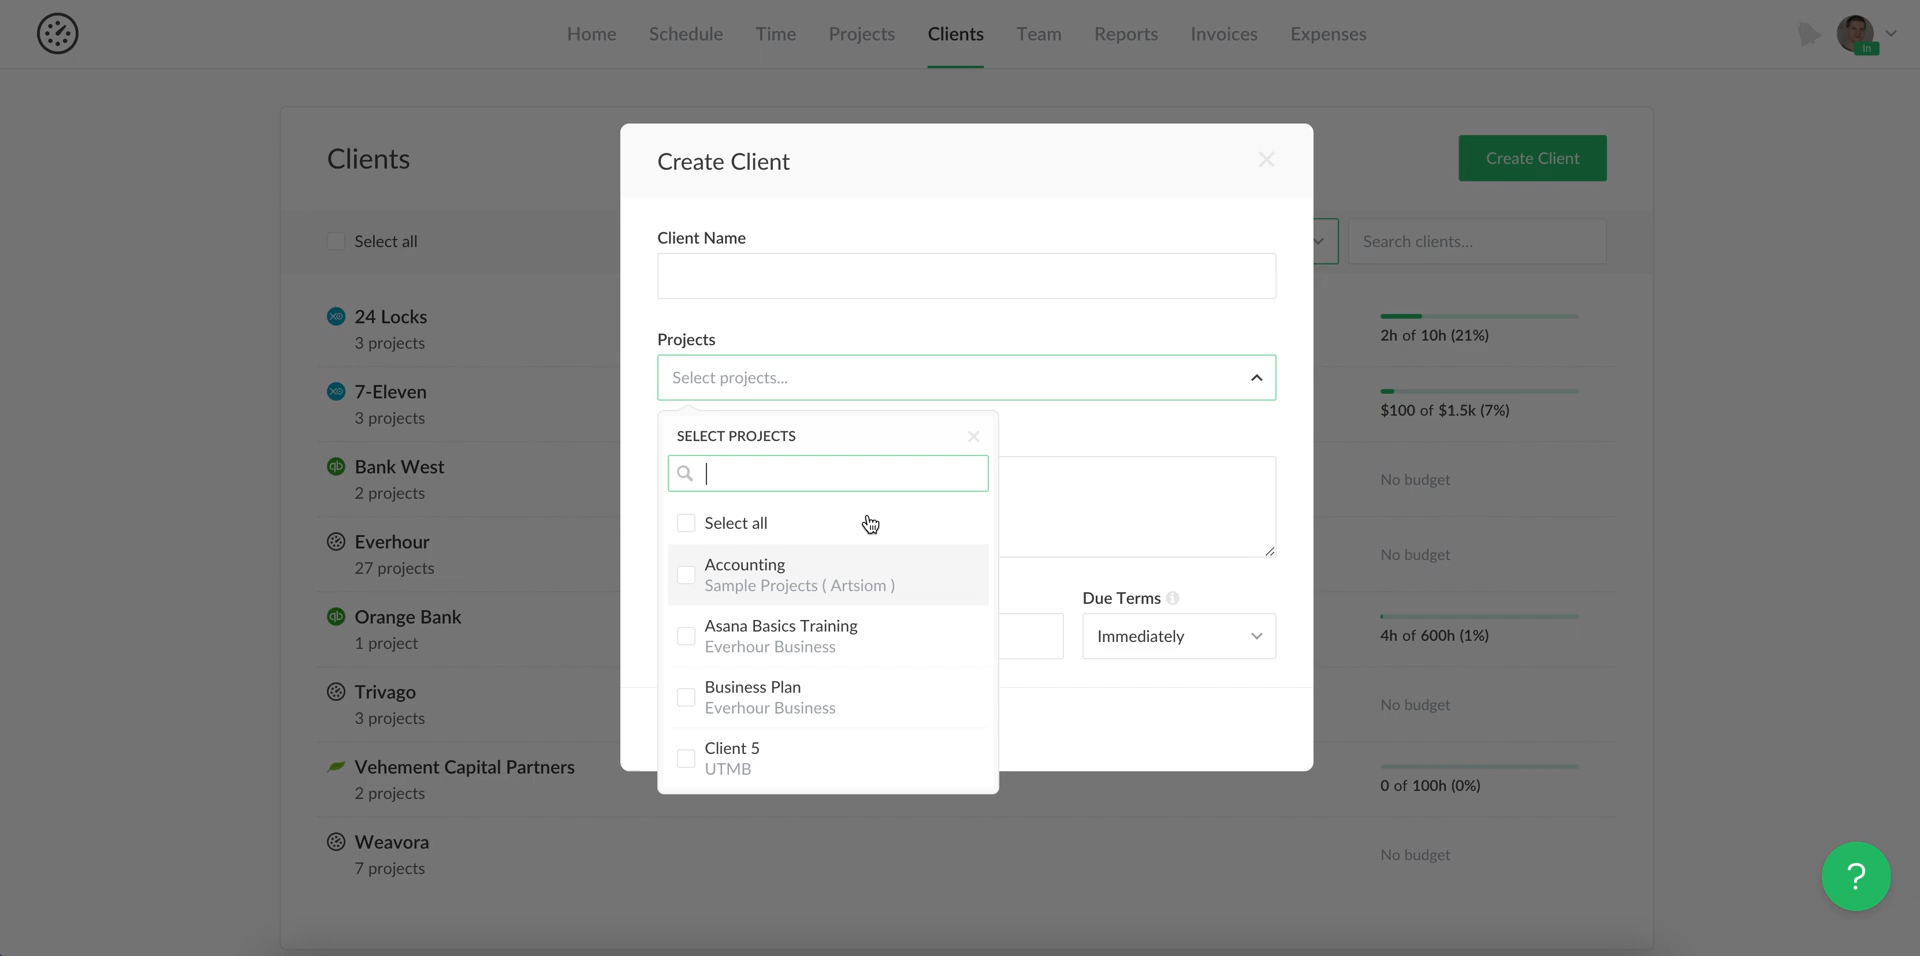 Home Schedule Time Projects Clients Team Reports Invoices Expenses
In
Clients
Create Client
Select all
Search clients...
24 Locks
3 projects
2h of 10h (21%)
7-Eleven
3 projects
$100 of $1.5k (7%)
qb Bank West
2 projects
No budget
Everhour
27 projects
No budget
qb Orange Bank
1 project
4h of 600h (1%)
Trivago
3 projects
No budget
Vehement Capital Partners
2 projects
0 of 100h (0%)
Weavora
7 projects
No budget
Create Client
Client Name
Projects
Select projects...
SELECT PROJECTS
Select all
Accounting
Sample Projects ( Artsiom )
Asana Basics Training
Everhour Business
Business Plan
Everhour Business
Client 5
UTMB
Due Terms
Immediately
?